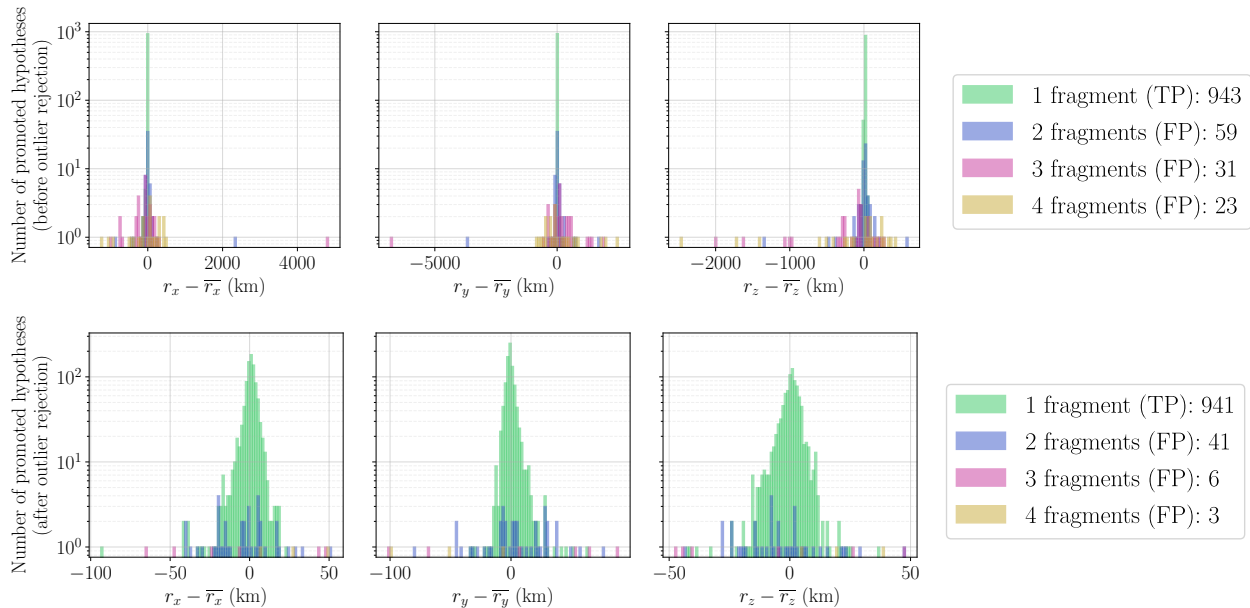 Number of promoted hypotheses
(before outlier rejection)
10³
10²
10¹
10⁰
0
2000
4000
r_x − \overline{r_x} (km)
−5000
0
r_y − \overline{r_y} (km)
−2000
−1000
0
r_z − \overline{r_z} (km)
1 fragment (TP): 943
2 fragments (FP): 59
3 fragments (FP): 31
4 fragments (FP): 23
Number of promoted hypotheses
(after outlier rejection)
10²
10¹
10⁰
−100
−50
0
50
r_x − \overline{r_x} (km)
−100
0
r_y − \overline{r_y} (km)
−50
0
50
r_z − \overline{r_z} (km)
1 fragment (TP): 941
2 fragments (FP): 41
3 fragments (FP): 6
4 fragments (FP): 3